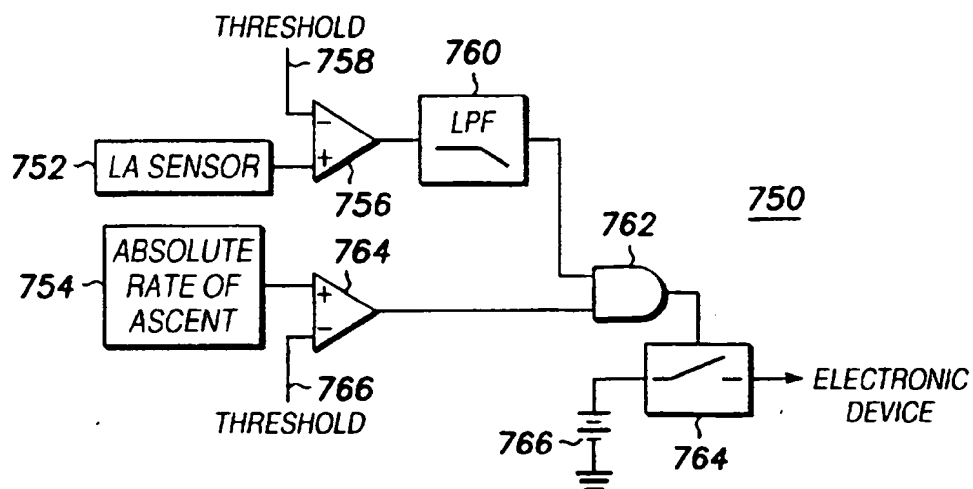 THRESHOLD
758
760
LPF
752
LA SENSOR
−
+
756
750
762
754
ABSOLUTE
RATE OF
ASCENT
764
+
−
766
THRESHOLD
ELECTRONIC
DEVICE
766
764